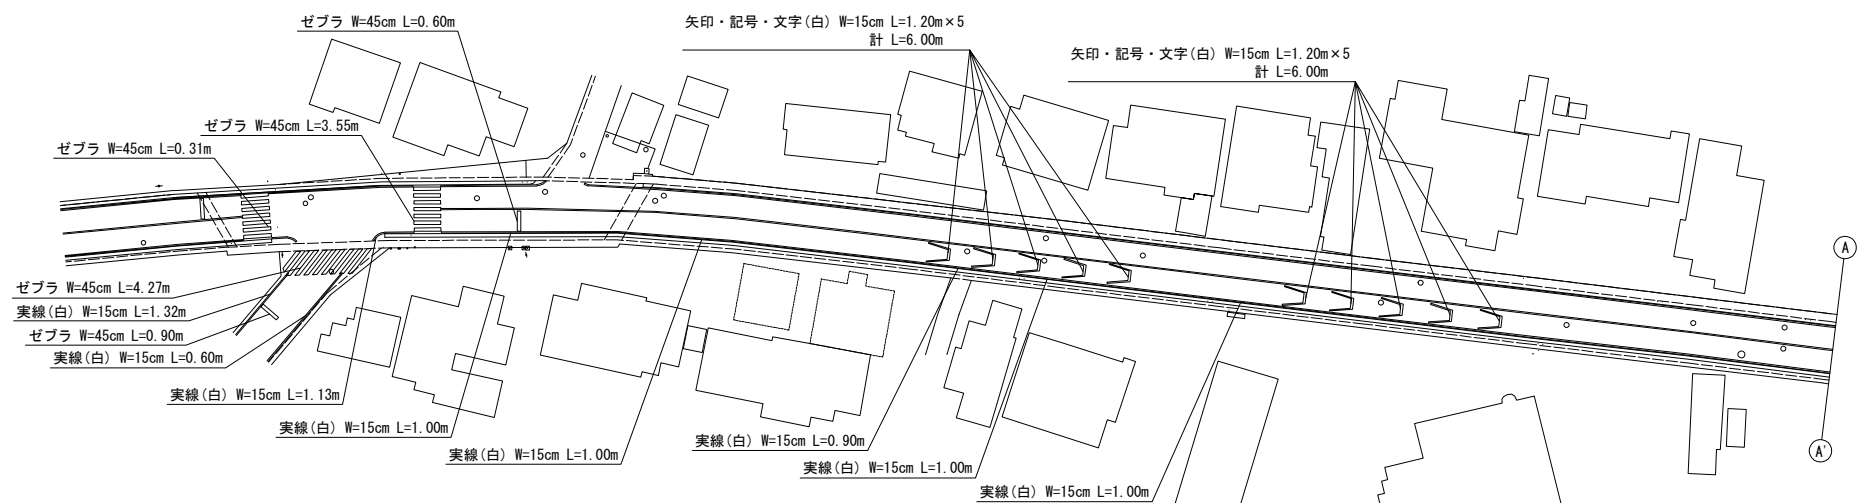 ゼブラ W=45cm L=0.60m
矢印・記号・文字(白) W=15cm L=1.20m×5
計 L=6.00m
矢印・記号・文字(白) W=15cm L=1.20m×5
計 L=6.00m
ゼブラ W=45cm L=3.55m
ゼブラ W=45cm L=0.31m
ゼブラ W=45cm L=4.27m
実線(白) W=15cm L=1.32m
ゼブラ W=45cm L=0.90m
実線(白) W=15cm L=0.60m
実線(白) W=15cm L=1.13m
実線(白) W=15cm L=1.00m
実線(白) W=15cm L=1.00m
実線(白) W=15cm L=0.90m
実線(白) W=15cm L=1.00m
実線(白) W=15cm L=1.00m
A
A'